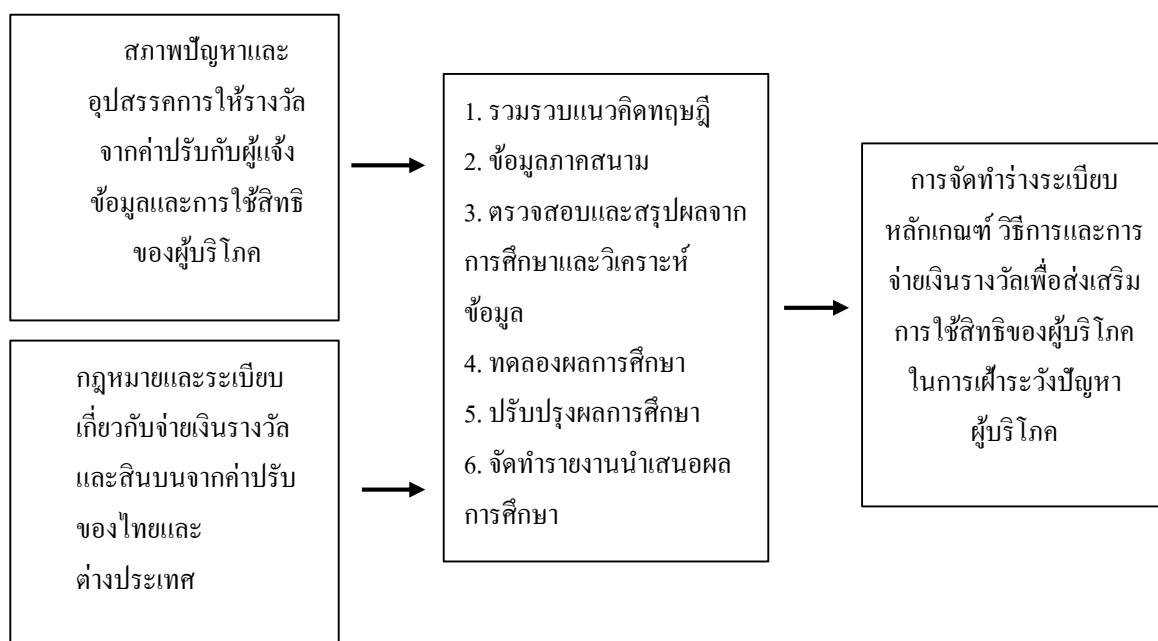 สภาพปัญหาและ
อุปสรรคการให้รางวัล
จากค่าปรับกับผู้แจ้ง
ข้อมูลและการใช้สิทธิ
ของผู้บริโภค
กฎหมายและระเบียบ
เกี่ยวกับจ่ายเงินรางวัล
และสินบนจากค่าปรับ
ของไทยและ
ต่างประเทศ
1. รวมรวบแนวคิดทฤษฎี
2. ข้อมูลภาคสนาม
3. ตรวจสอบและสรุปผลจาก
การศึกษาและวิเคราะห์
ข้อมูล
4. ทดลองผลการศึกษา
5. ปรับปรุงผลการศึกษา
6. จัดทำรายงานนำเสนอผล
การศึกษา
การจัดทำร่างระเบียบ
หลักเกณฑ์ วิธีการและการ
จ่ายเงินรางวัลเพื่อส่งเสริม
การใช้สิทธิของผู้บริโภค
ในการเฝ้าระวังปัญหา
ผู้บริโภค